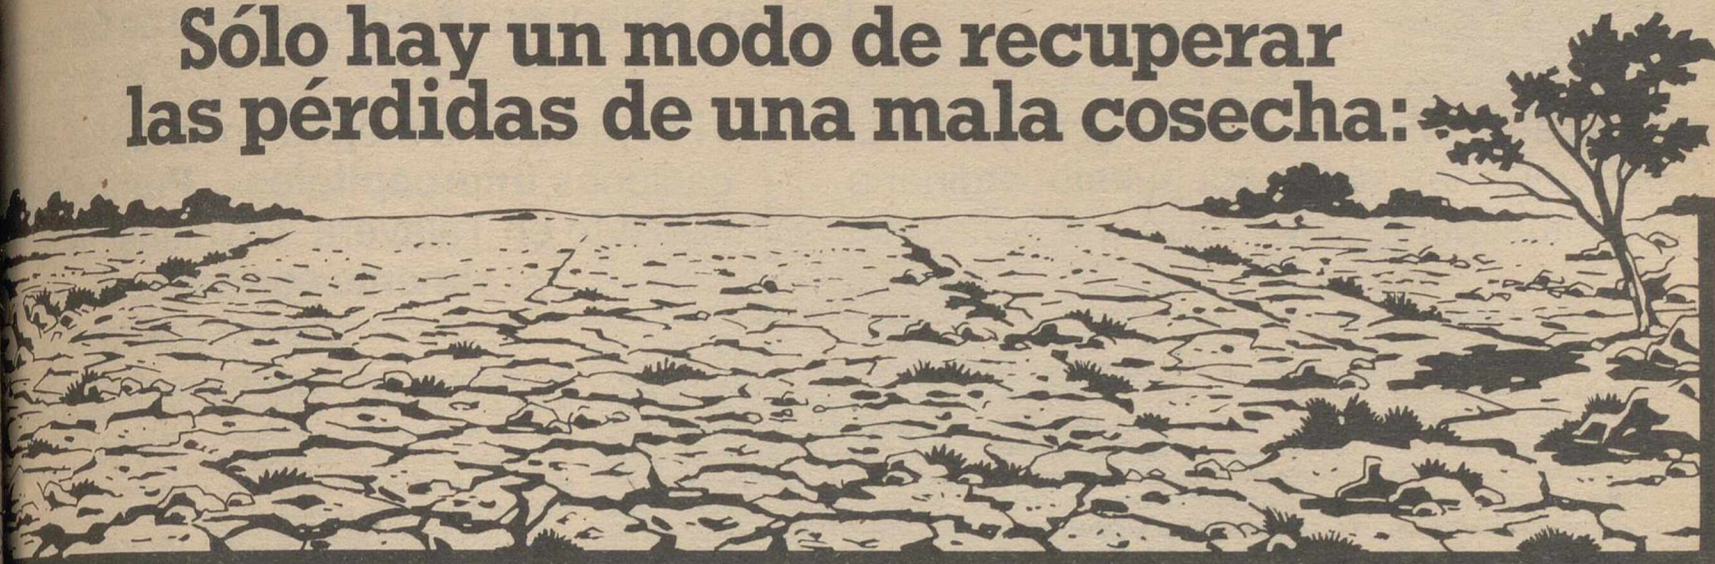 Sólo hay un modo de recuperar
las pérdidas de una mala cosecha: